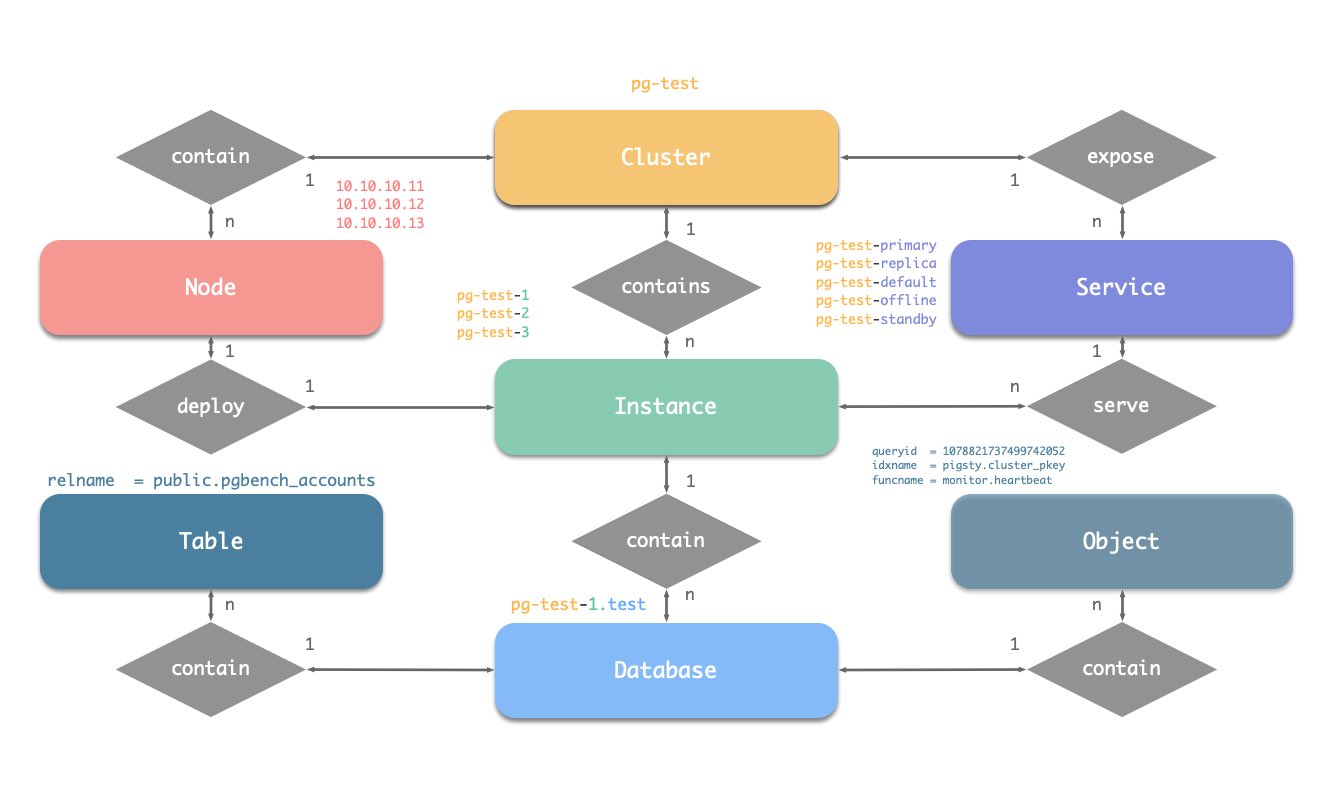 pg-test
contain
Cluster
expose
1
10.10.10.11
10.10.10.12
10.10.10.13
1
n
1
n
Node
contains
pg-test-primary
pg-test-replica
pg-test-default
pg-test-offline
pg-test-standby
Service
pg-test-1
pg-test-2
pg-test-3
1
n
1
deploy
1
Instance
n
serve
relname = public.pgbench_accounts
1
queryid = 1078821737499742052
idxname = pigsty.cluster_pkey
funcname = monitor.heartbeat
Table
contain
Object
n
pg-test-1.test
n
n
contain
1
Database
1
contain